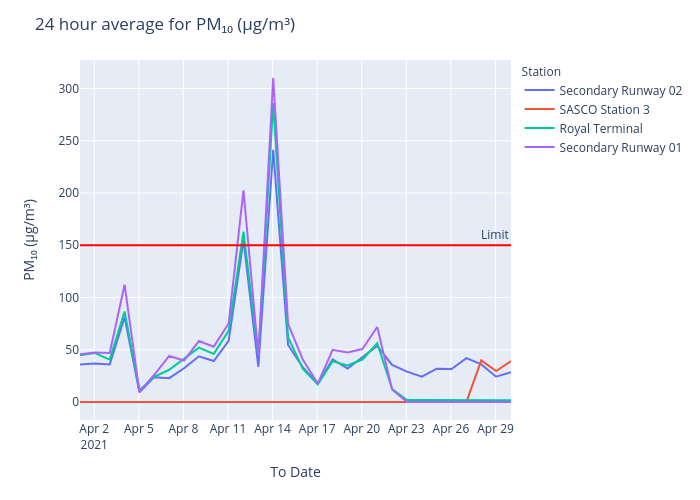 24 hour average for PM₁₀ (µg/m³)
Station
Secondary Runway 02
SASCO Station 3
Royal Terminal
Secondary Runway 01
Limit
PM₁₀ (µg/m³)
300
250
200
150
100
50
0
Apr 2 Apr 5 Apr 8 Apr 11 Apr 14 Apr 17 Apr 20 Apr 23 Apr 26 Apr 29
2021
To Date